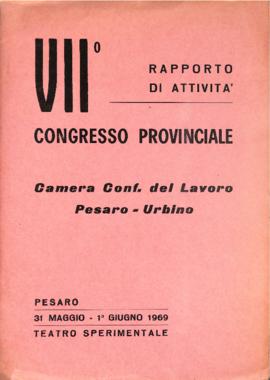 VII°
RAPPORTO
DI ATTIVITA'
CONGRESSO PROVINCIALE
Camera Conf. del Lavoro
Pesaro - Urbino
PESARO
31 MAGGIO - 1° GIUGNO 1969
TEATRO SPERIMENTALE